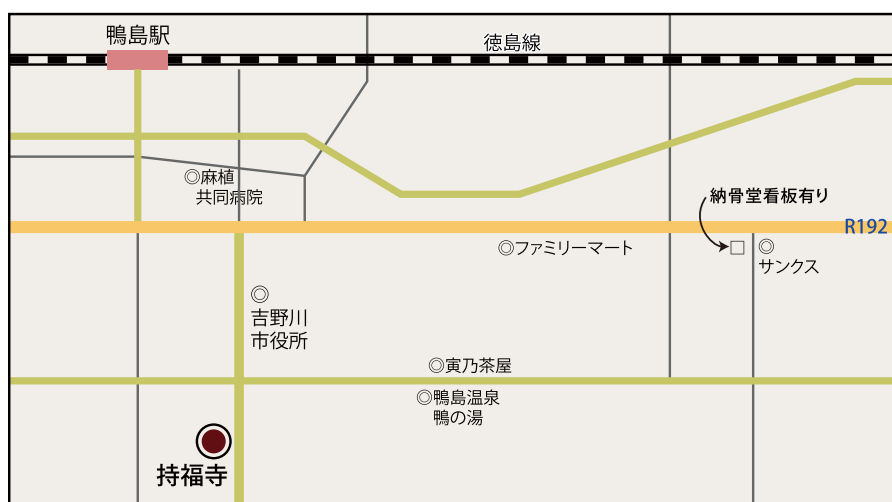 鴨島駅
徳島線
◎麻植
共同病院
納骨堂看板有り
R192
◎ファミリーマート
◎
サンクス
◎
吉野川
市役所
◎寅乃茶屋
◎鴨島温泉
鴨の湯
持福寺